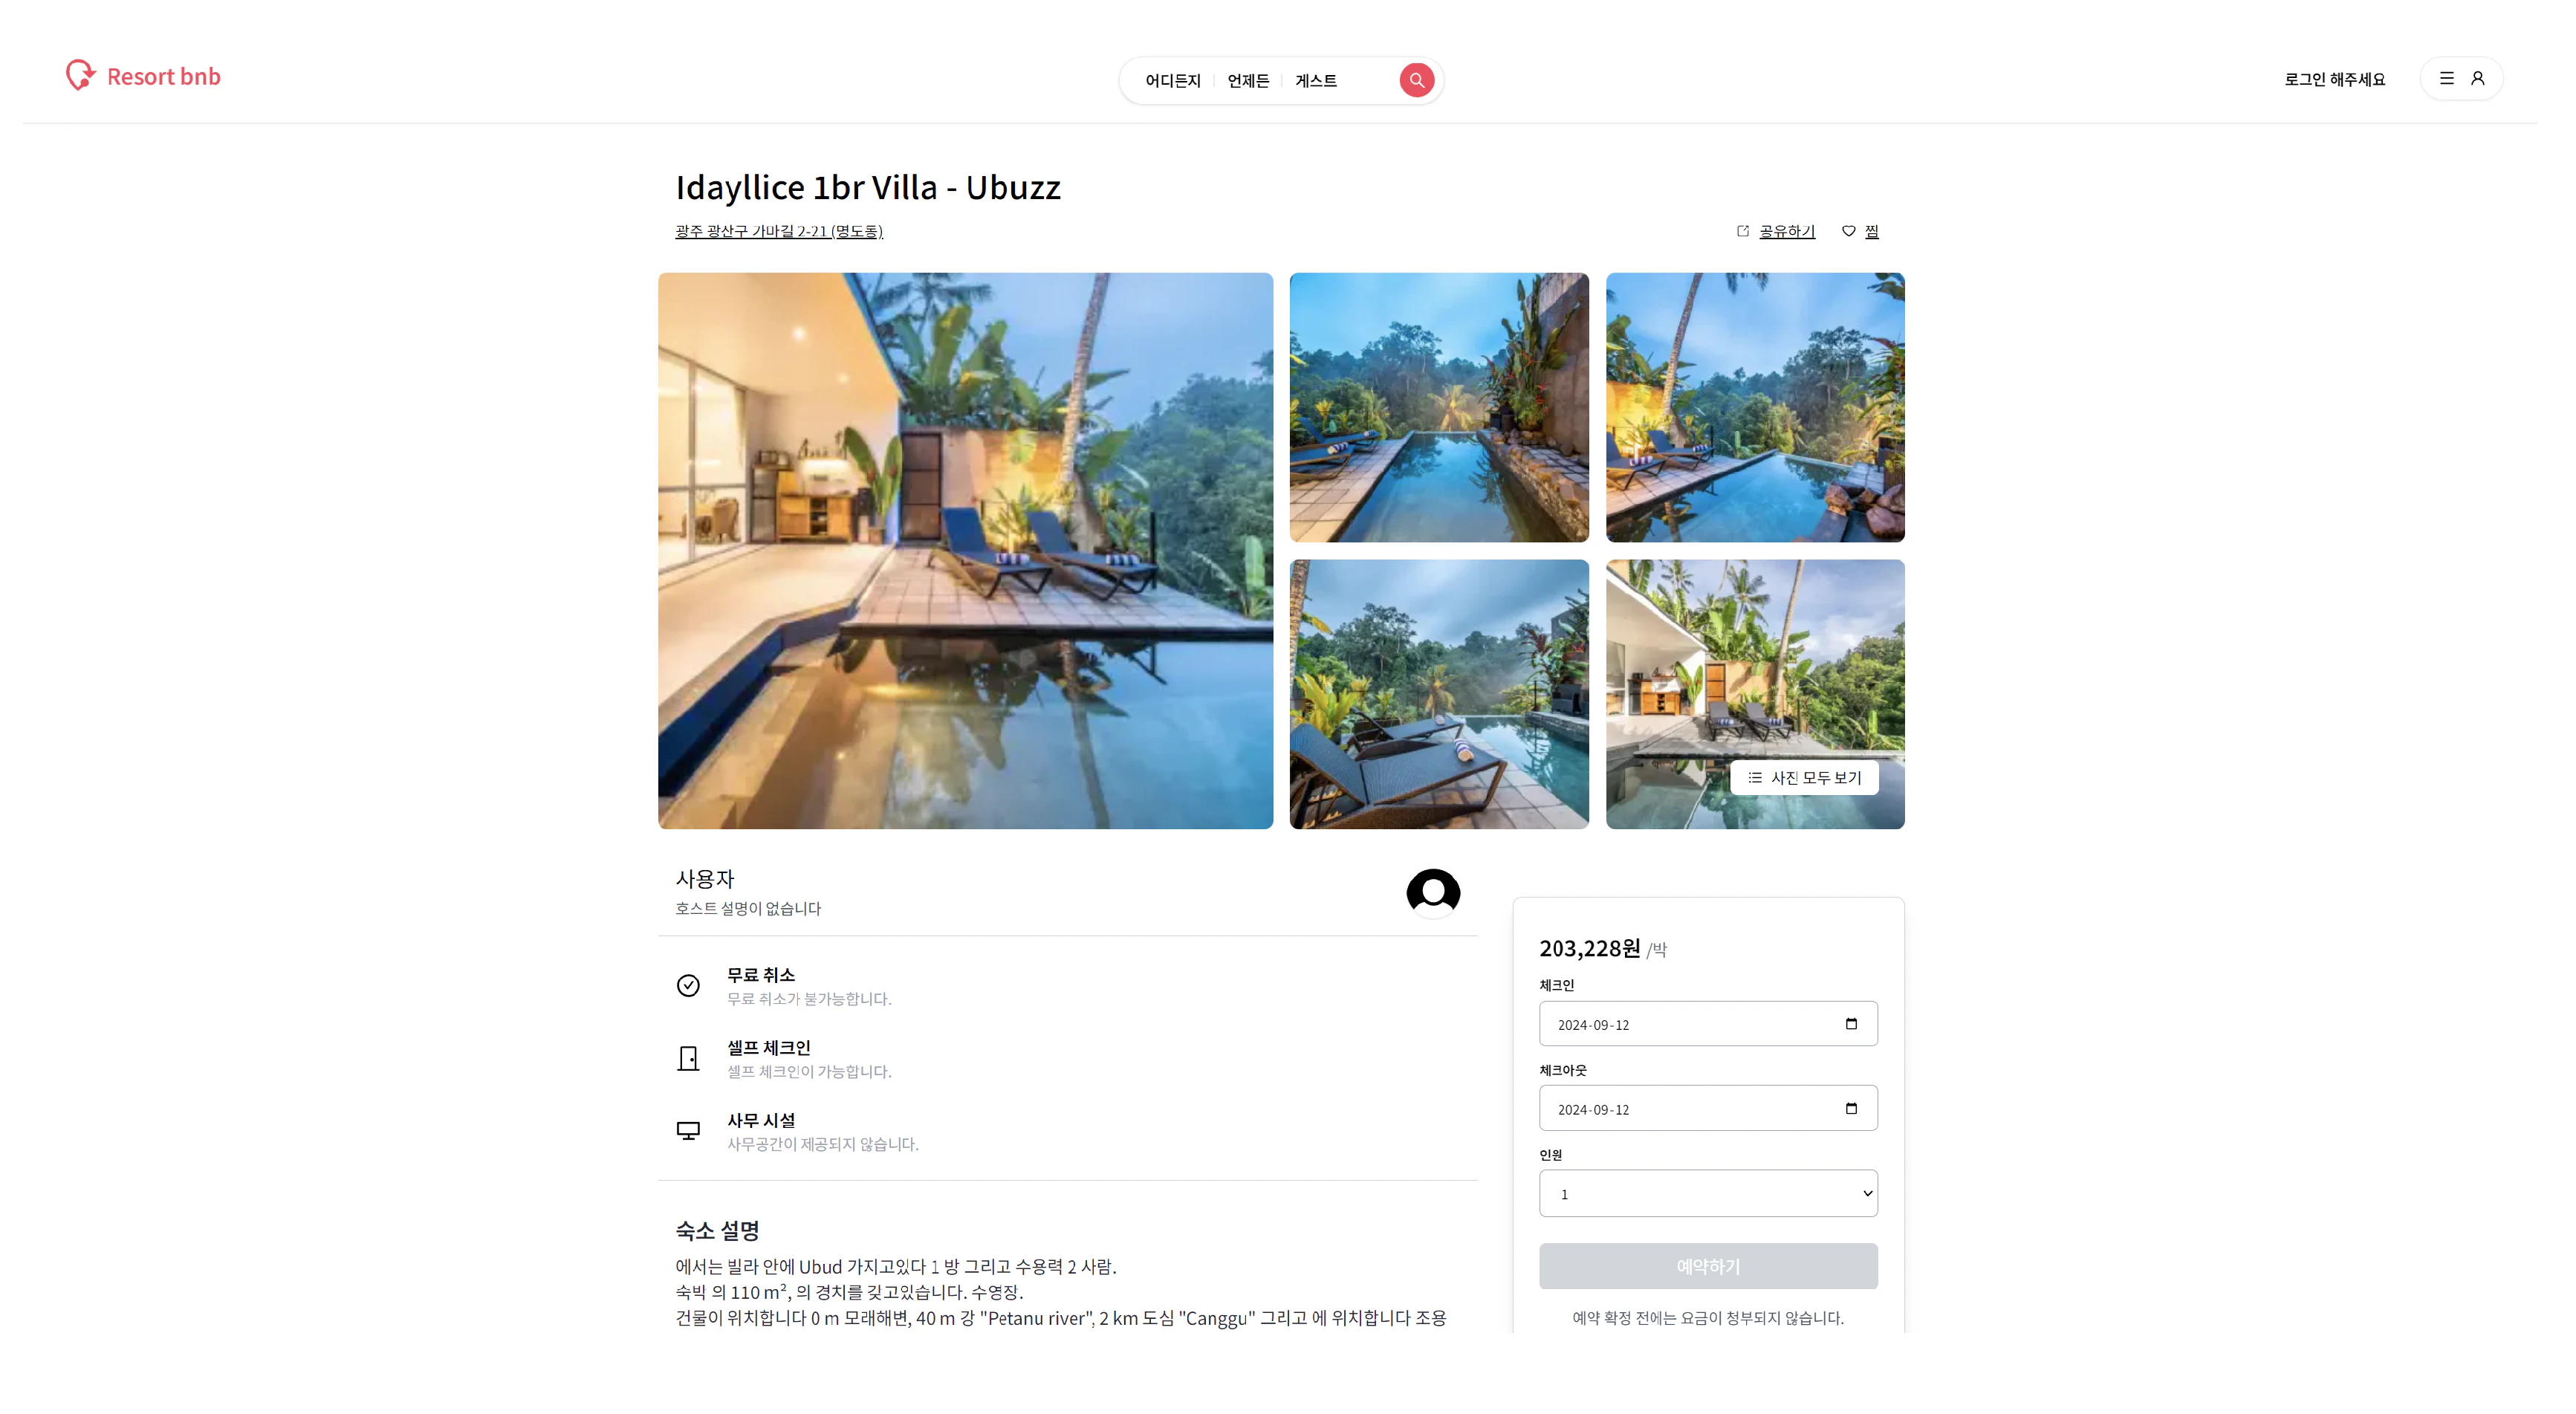 Resort bnb
어디든지 언제든 게스트
로그인 해주세요
Idayllice 1br Villa - Ubuzz
광주 광산구 가마길 2-21 (명도동)
공유하기 찜
사진 모두 보기
사용자
호스트 설명이 없습니다
무료 취소
무료 취소가 불가능합니다.
셀프 체크인
셀프 체크인이 가능합니다.
사무 시설
사무공간이 제공되지 않습니다.
숙소 설명
에서는 빌라 안에 Ubud 가지고있다 1 방 그리고 수용력 2 사람.
숙박 의 110 m², 의 경치를 갖고있습니다. 수영장.
건물이 위치합니다 0 m 모래해변, 40 m 강 "Petanu river", 2 km 도심 "Canggu" 그리고 에 위치합니다 조용
203,228원 /박
체크인
2024-09-12
체크아웃
2024-09-12
인원
1
예약하기
예약 확정 전에는 요금이 청부되지 않습니다.